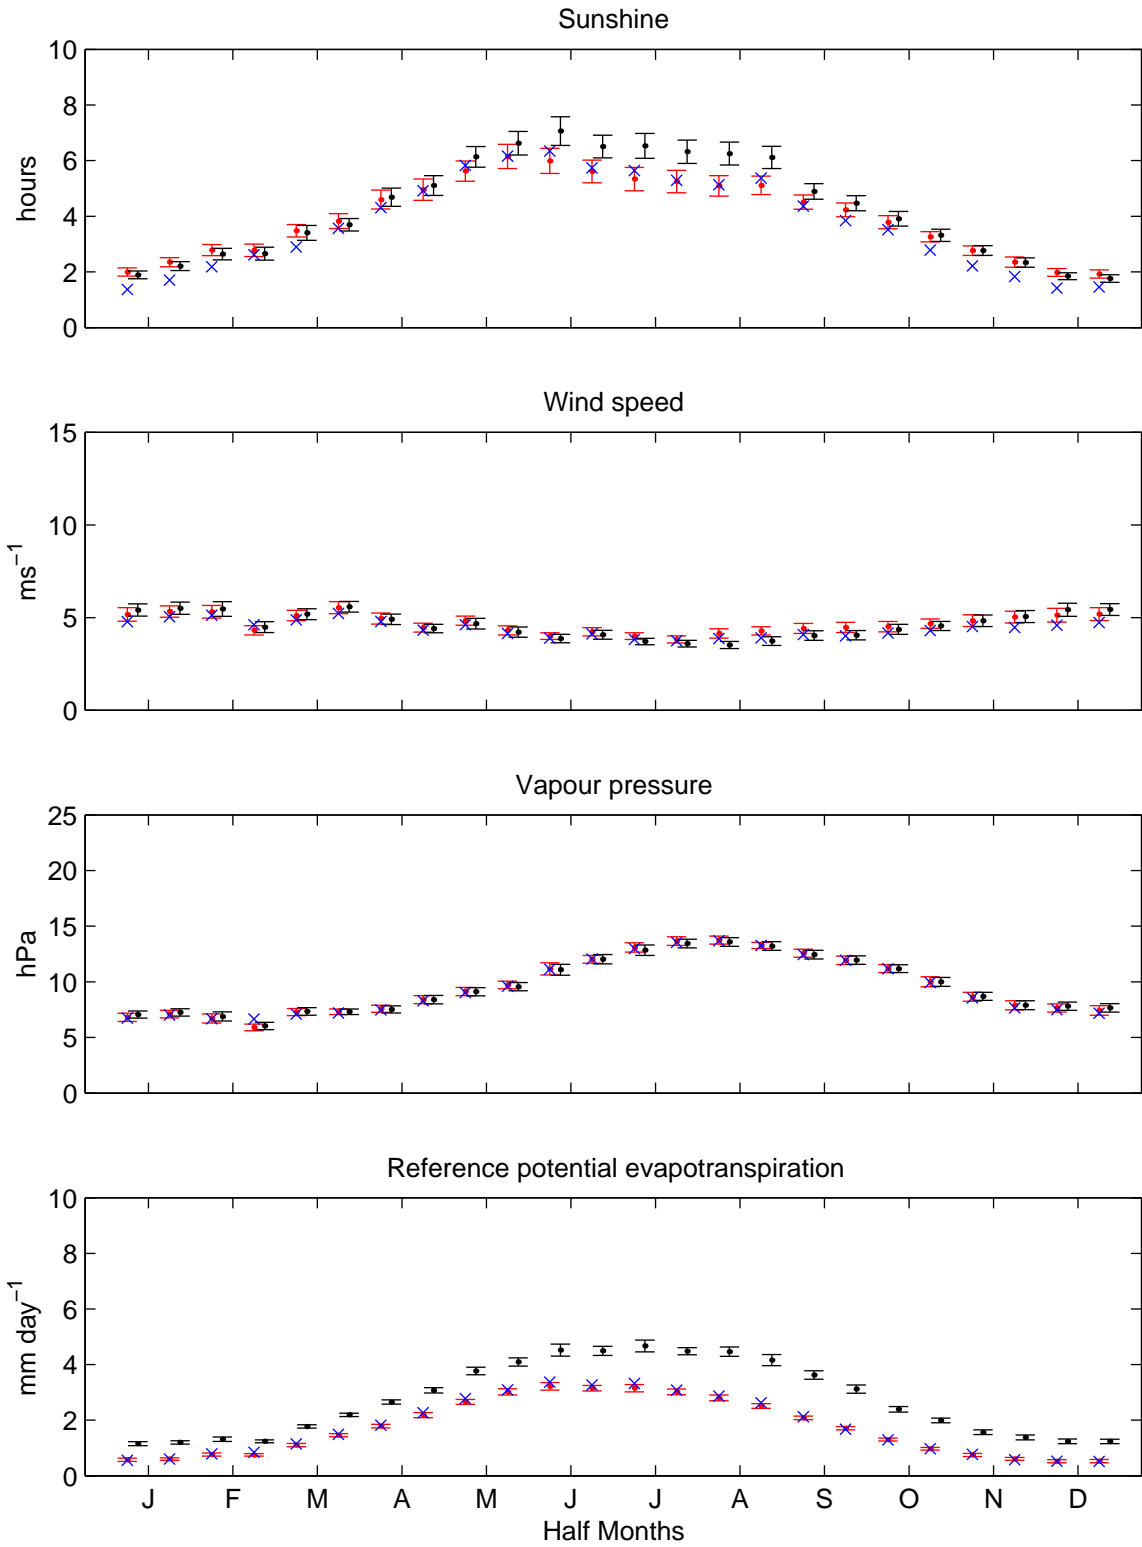 Sunshine
10
8
6
4
2
0
hours
Wind speed
15
10
5
0
ms⁻¹
Vapour pressure
25
20
15
10
5
0
hPa
Reference potential evapotranspiration
10
8
6
4
2
0
mm day⁻¹
J F M A M J J A S O N D
Half Months